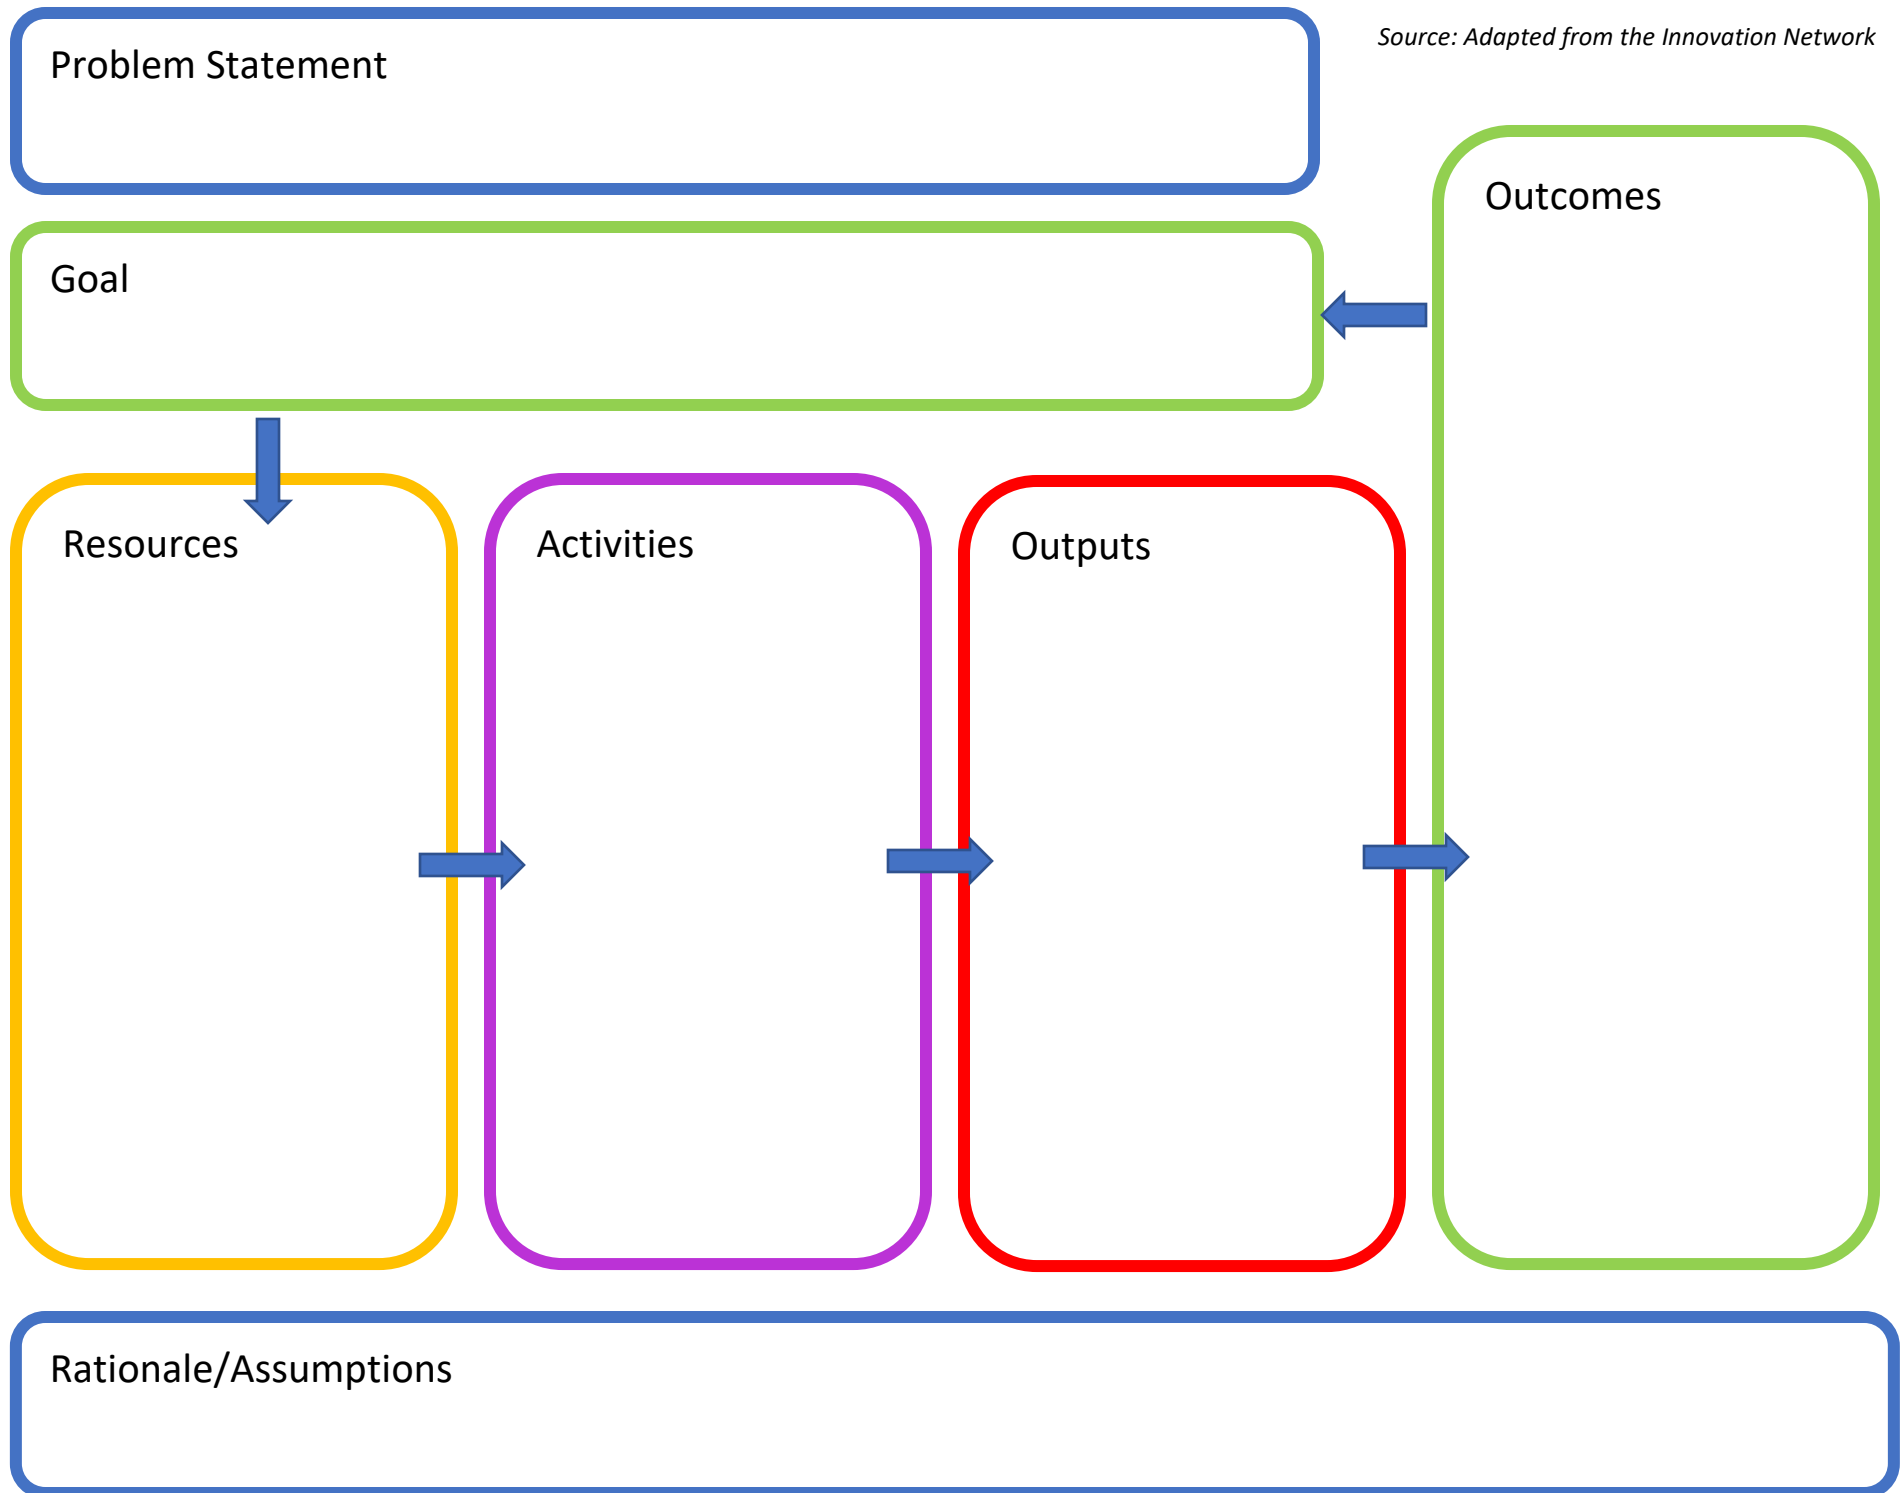 Problem Statement
Source: Adapted from the Innovation Network
Goal
Outcomes
Resources
Activities
Outputs
Rationale/Assumptions